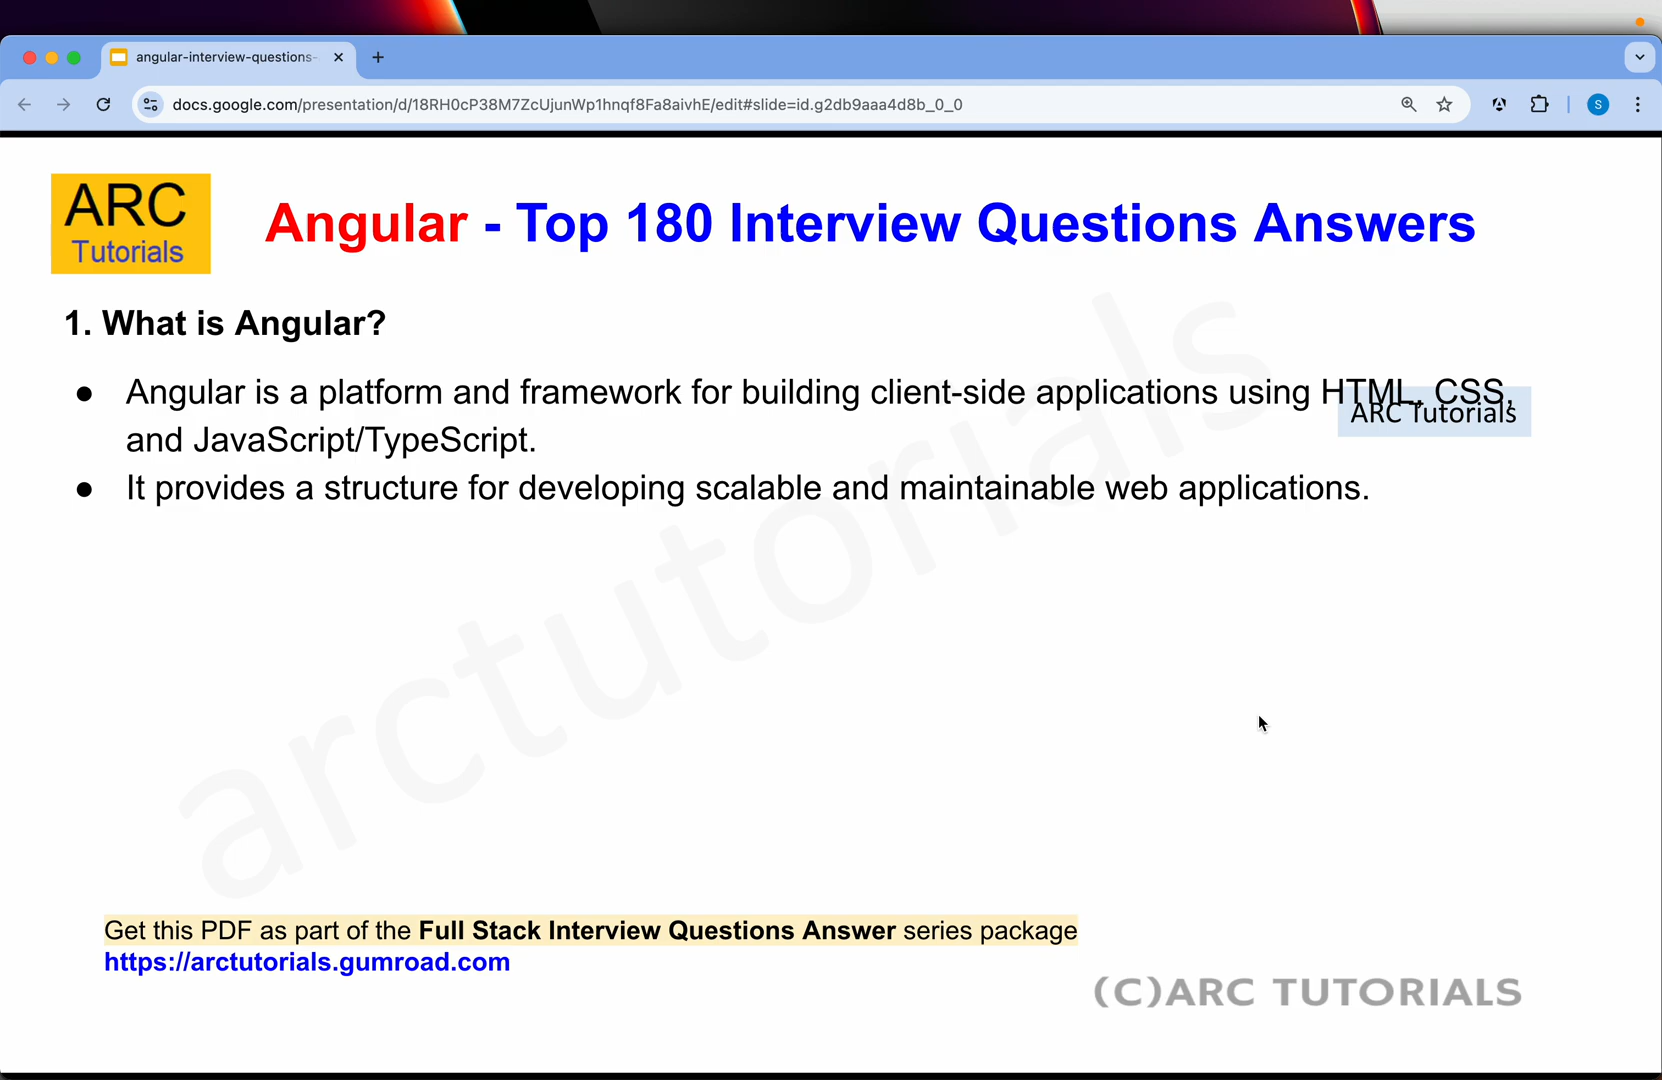 angular-interview-questions-
docs.google.com/presentation/d/18RH0cP38M7ZcUjunWp1hnqf8Fa8aivhE/edit#slide=id.g2db9aaa4d8b_0_0
S
ARC
Tutorials
Angular - Top 180 Interview Questions Answers
1. What is Angular?
● Angular is a platform and framework for building client-side applications using HTML, CSS,
ARC Tutorials
and JavaScript/TypeScript.
● It provides a structure for developing scalable and maintainable web applications.
arctutorials
Get this PDF as part of the Full Stack Interview Questions Answer series package
https://arctutorials.gumroad.com
(C)ARC TUTORIALS